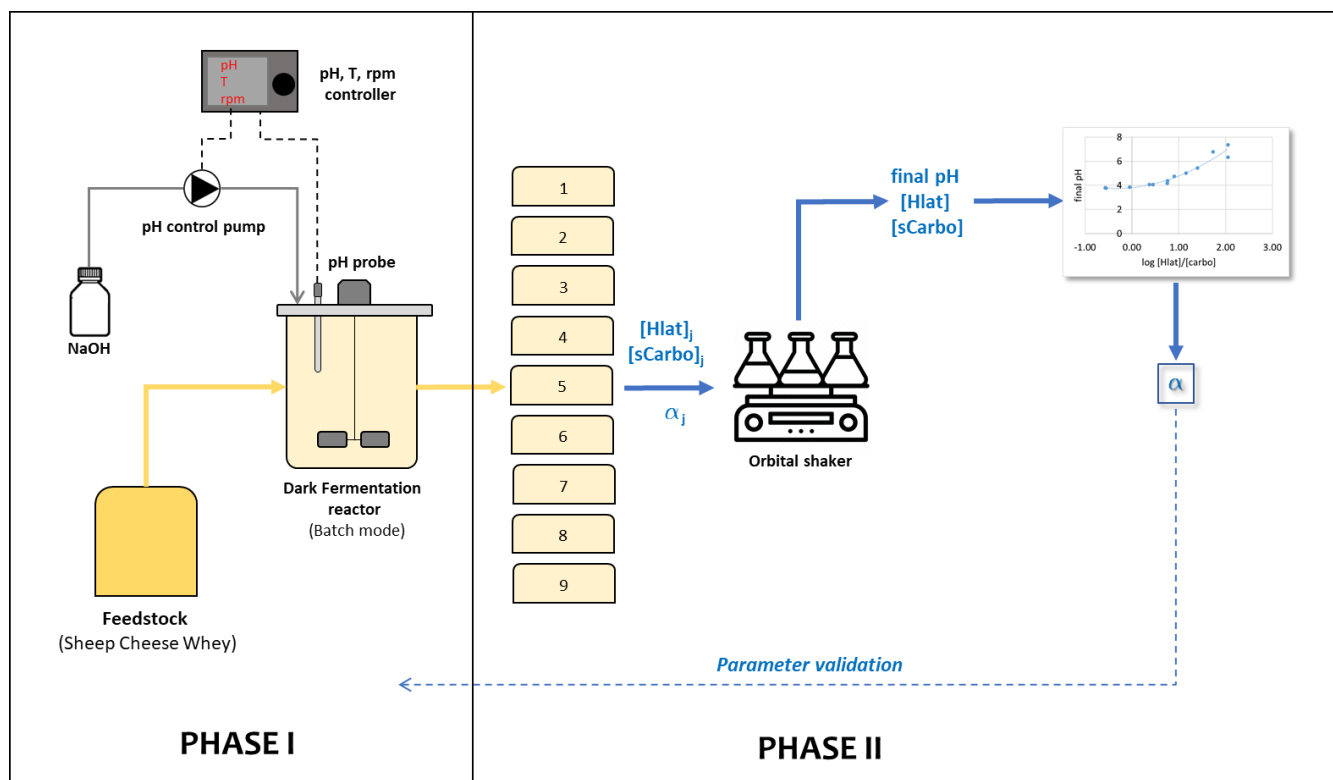 pH
T
rpm
pH, T, rpm
controller
pH control pump
NaOH
pH probe
Dark Fermentation
reactor
(Batch mode)
Feedstock
(Sheep Cheese Whey)
PHASE I
1
2
3
4
5
6
7
8
9
[Hlat]j
[sCarbo]j
αj
Orbital shaker
final pH
[Hlat]
[sCarbo]
final pH
8
6
4
2
0
-1.00 0.00 1.00 2.00 3.00
log [Hlat]/[carbo]
α
Parameter validation
PHASE II